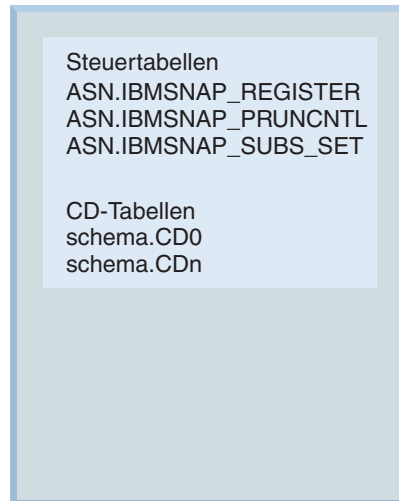 Steuertabellen
ASN.IBMSNAP_REGISTER
ASN.IBMSNAP_PRUNCNTL
ASN.IBMSNAP_SUBS_SET
CD-Tabellen
schema.CD0
schema.CDn